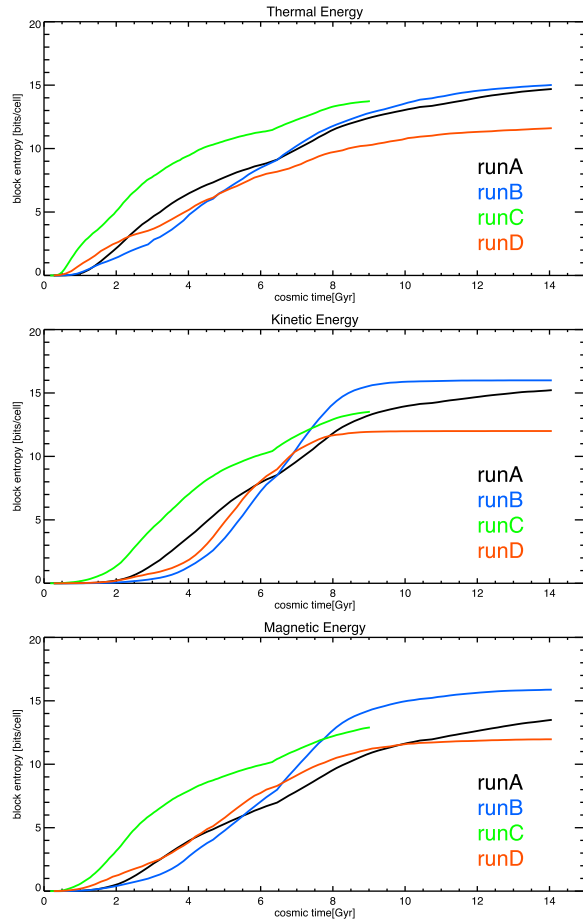 Thermal Energy
20
15
10
5
0
block entropy [bits/cell]
runA
runB
runC
runD
0 2 4 6 8 10 12 14
cosmic time[Gyr]
Kinetic Energy
20
15
10
5
0
block entropy [bits/cell]
runA
runB
runC
runD
0 2 4 6 8 10 12 14
cosmic time[Gyr]
Magnetic Energy
20
15
10
5
0
block entropy [bits/cell]
runA
runB
runC
runD
0 2 4 6 8 10 12 14
cosmic time[Gyr]